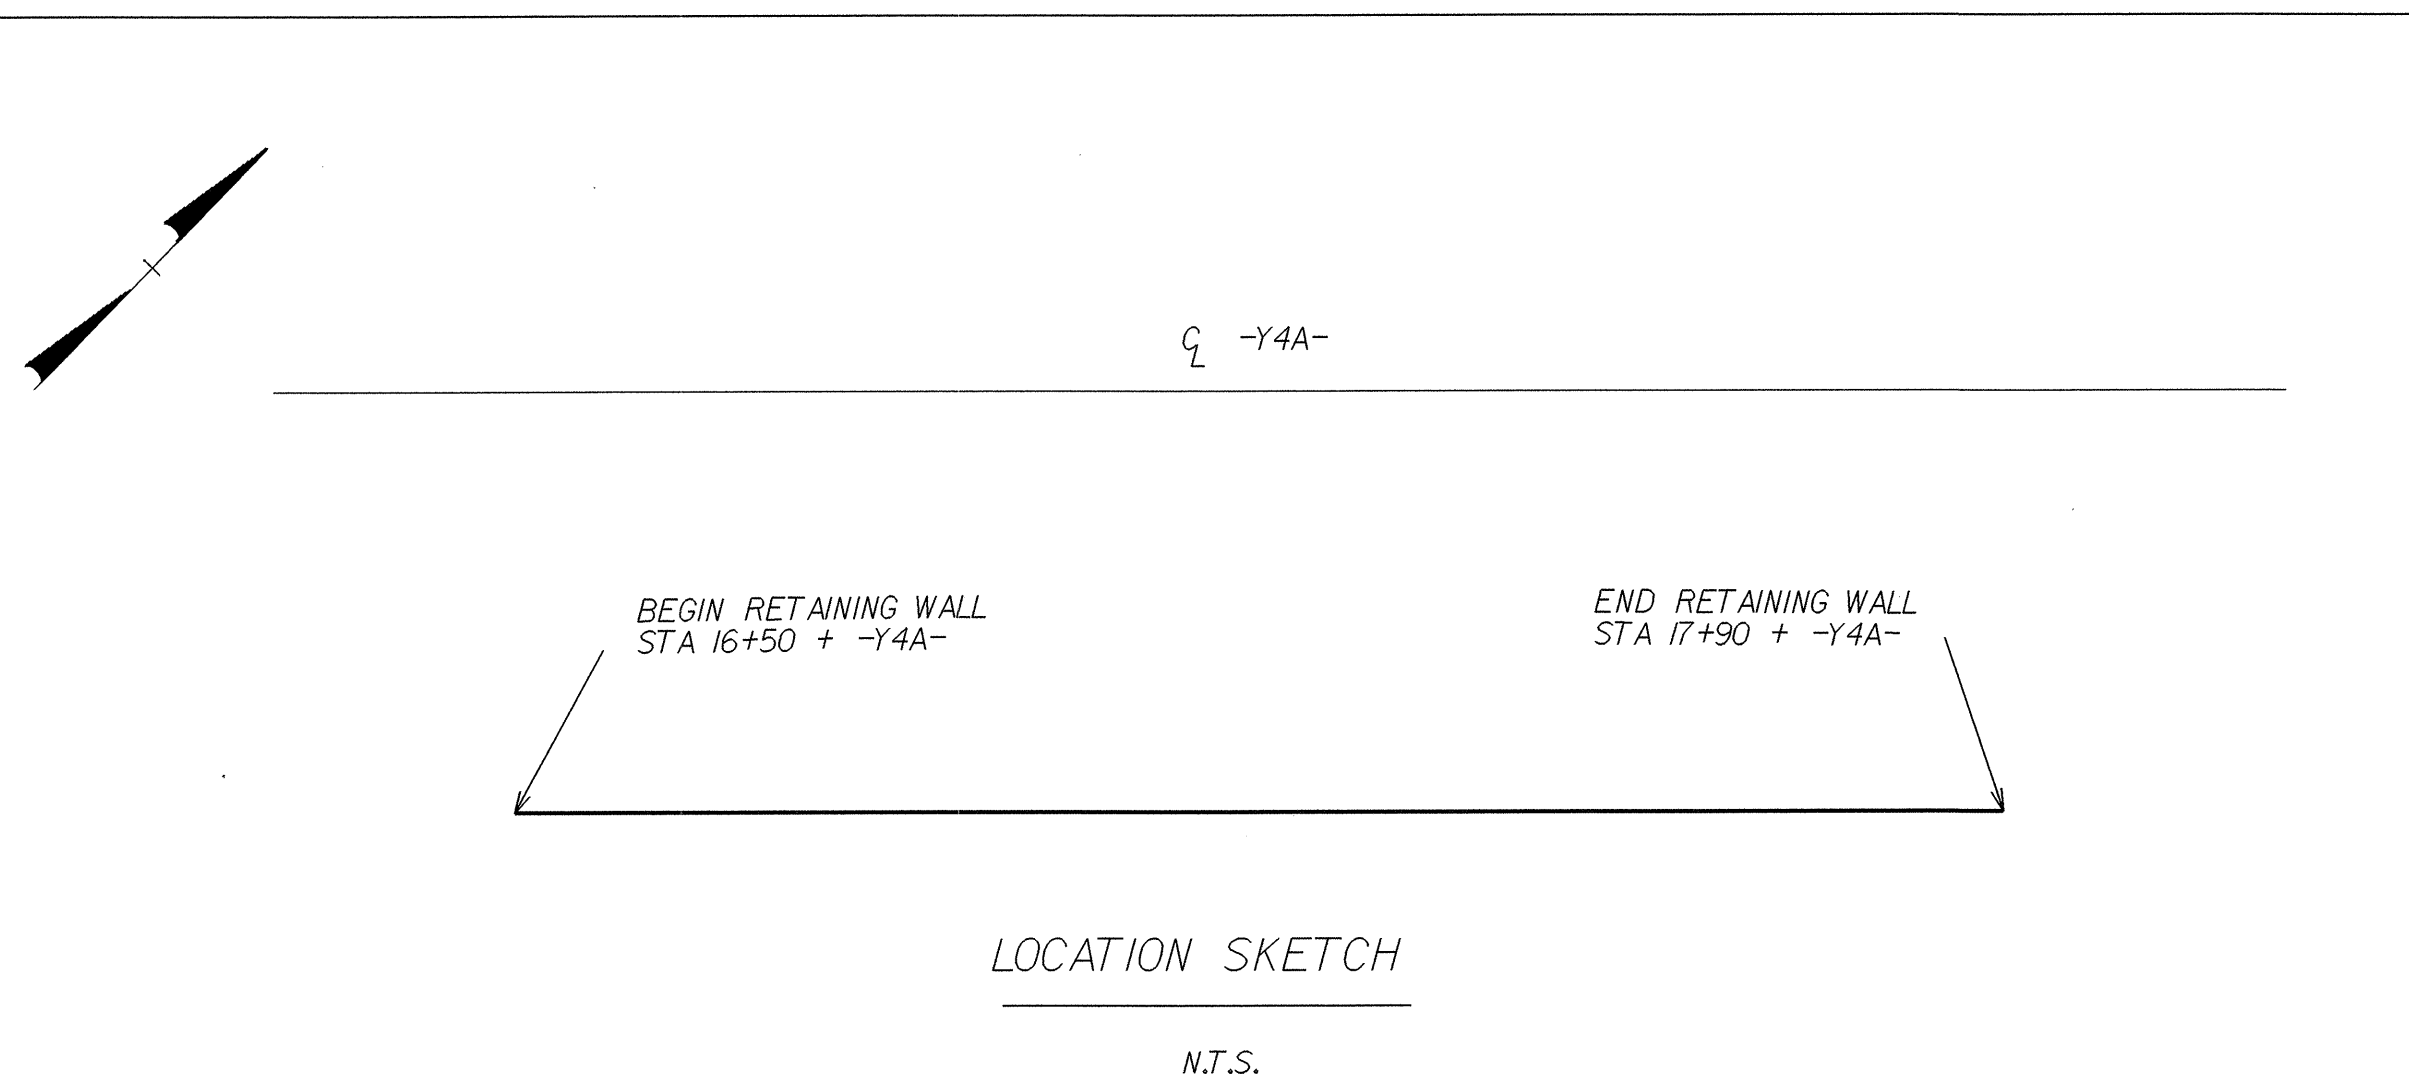 ℄ -Y4A-
BEGIN RETAINING WALL
STA 16+50 + -Y4A-
END RETAINING WALL
STA 17+90 + -Y4A-
LOCATION SKETCH
N.T.S.